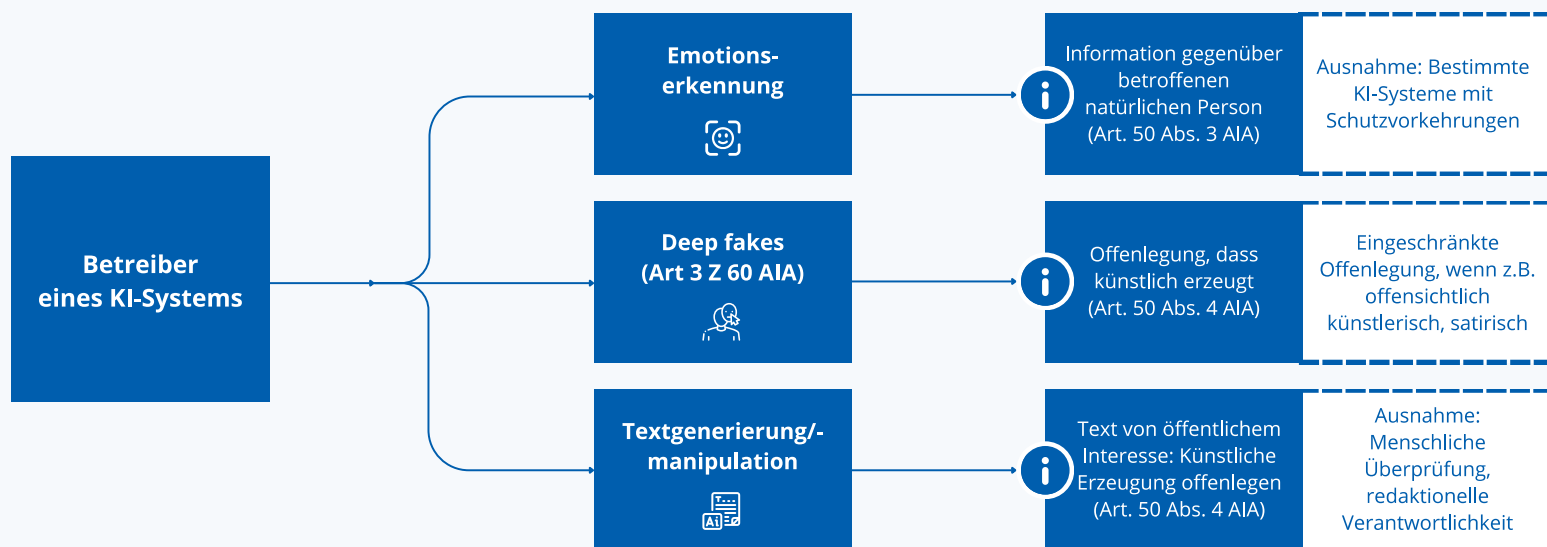 Betreiber
eines KI-Systems
Emotions-
erkennung
Information gegenüber
betroffenen
natürlichen Person
(Art. 50 Abs. 3 AIA)
Ausnahme: Bestimmte
KI-Systeme mit
Schutzvorkehrungen
Deep fakes
(Art 3 Z 60 AIA)
Offenlegung, dass
künstlich erzeugt
(Art. 50 Abs. 4 AIA)
Eingeschränkte
Offenlegung, wenn z.B.
offensichtlich
künstlerisch, satirisch
Textgenerierung/-
manipulation
T...
Ai
Text von öffentlichem
Interesse: Künstliche
Erzeugung offenlegen
(Art. 50 Abs. 4 AIA)
Ausnahme:
Menschliche
Überprüfung,
redaktionelle
Verantwortlichkeit